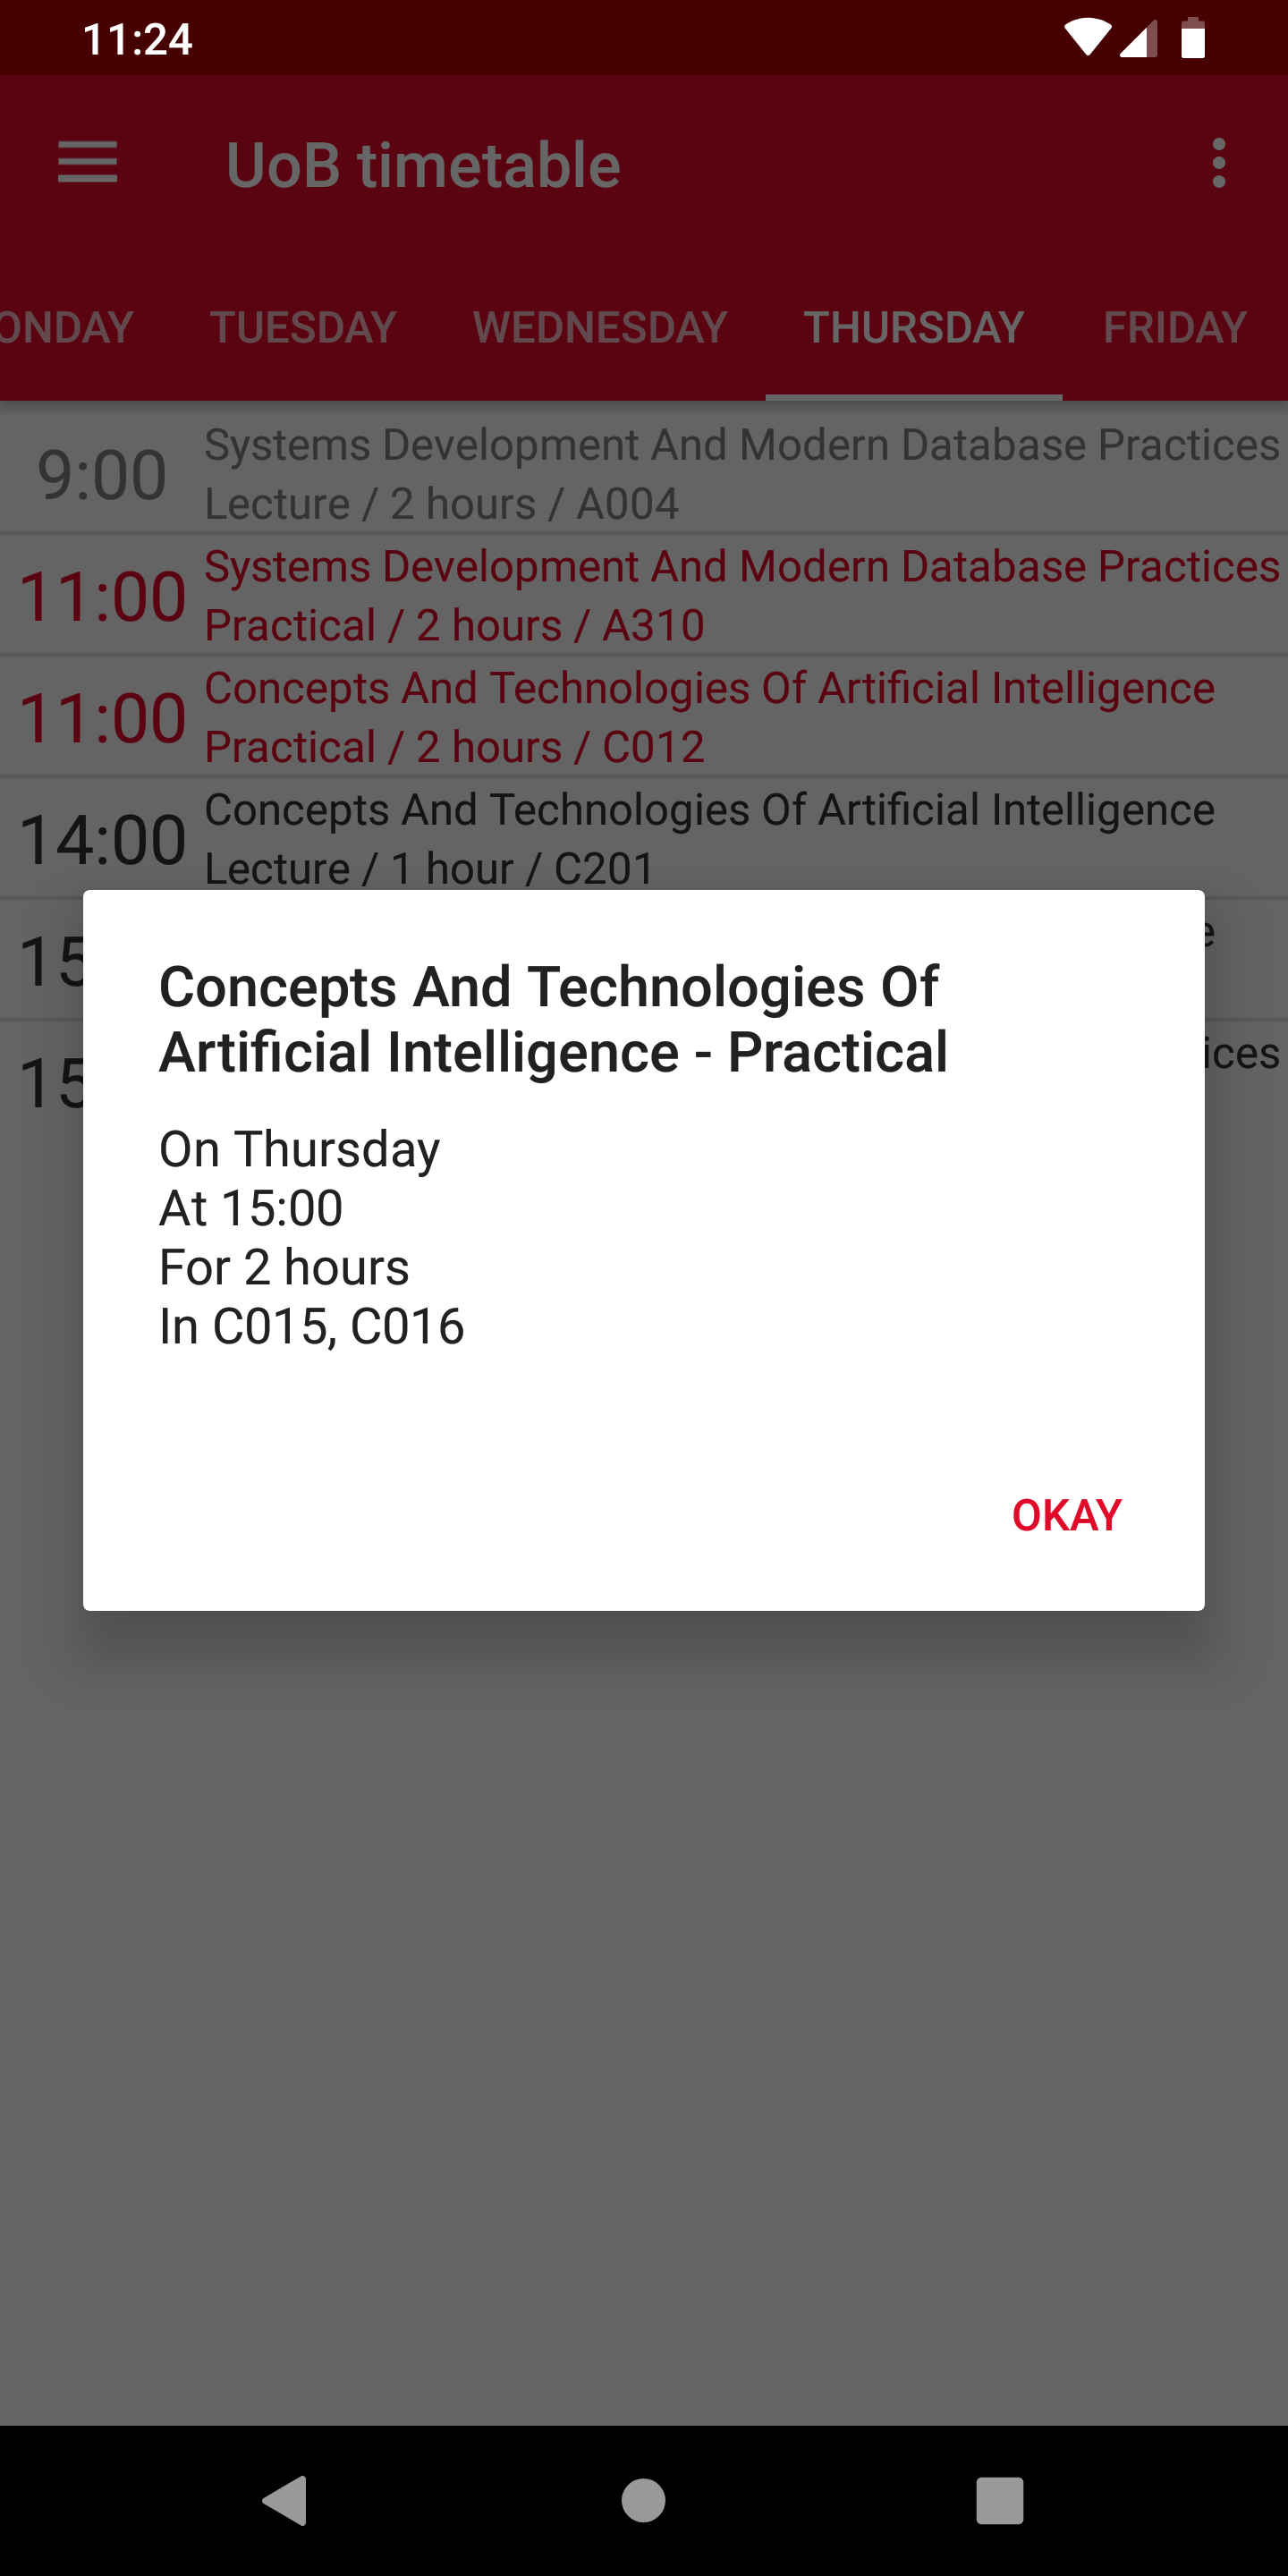 11:24
UoB timetable
ONDAY TUESDAY WEDNESDAY THURSDAY FRIDAY
9:00
Systems Development And Modern Database Practices
Lecture / 2 hours / A004
11:00
Systems Development And Modern Database Practices
Practical / 2 hours / A310
11:00
Concepts And Technologies Of Artificial Intelligence
Practical / 2 hours / C012
14:00
Concepts And Technologies Of Artificial Intelligence
Lecture / 1 hour / C201
15
15
Concepts And Technologies Of
Artificial Intelligence - Practical
On Thursday
At 15:00
For 2 hours
In C015, C016
OKAY